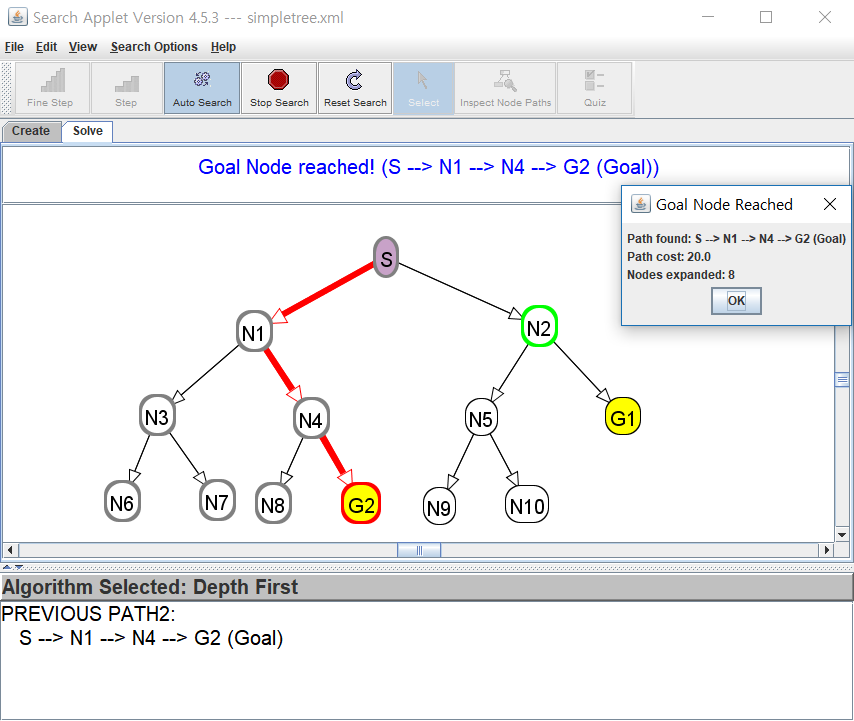 Search Applet Version 4.5.3 --- simpletree.xml
File Edit View Search Options Help
Fine Step Step Auto Search Stop Search Reset Search Select Inspect Node Paths Quiz
Create Solve
Goal Node reached! (S --> N1 --> N4 --> G2 (Goal))
Goal Node Reached
Path found: S --> N1 --> N4 --> G2 (Goal)
Path cost: 20.0
Nodes expanded: 8
OK
S
N1 N2
N3 N4 N5 G1
N6 N7 N8 G2 N9 N10
Algorithm Selected: Depth First
PREVIOUS PATH2:
S --> N1 --> N4 --> G2 (Goal)